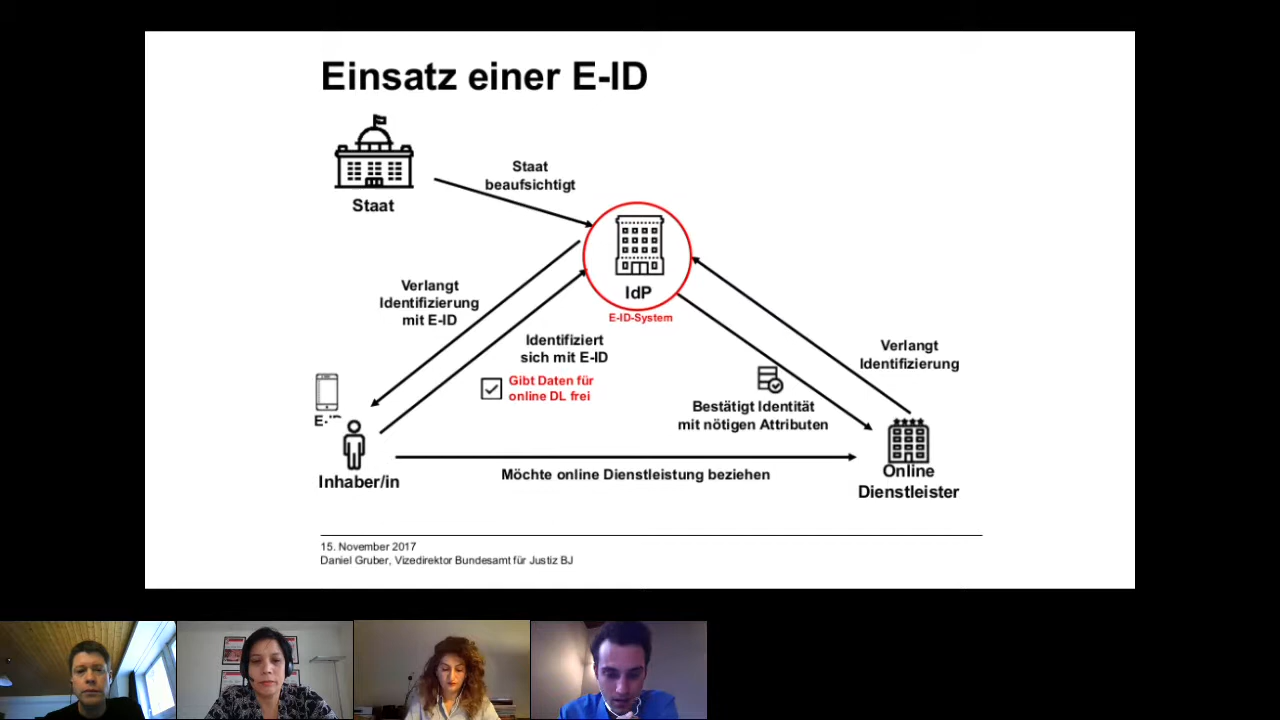 Einsatz einer E-ID
Staat
beaufsichtigt
Staat
IdP
E-ID-System
Verlangt
Identifizierung
mit E-ID
Identifiziert
sich mit E-ID
Gibt Daten für
online DL frei
Verlangt
Identifizierung
Bestätigt Identität
mit nötigen Attributen
Inhaber/in
Möchte online Dienstleistung beziehen
Online
Dienstleister
15. November 2017
Daniel Gruber, Vizedirektor Bundesamt für Justiz BJ